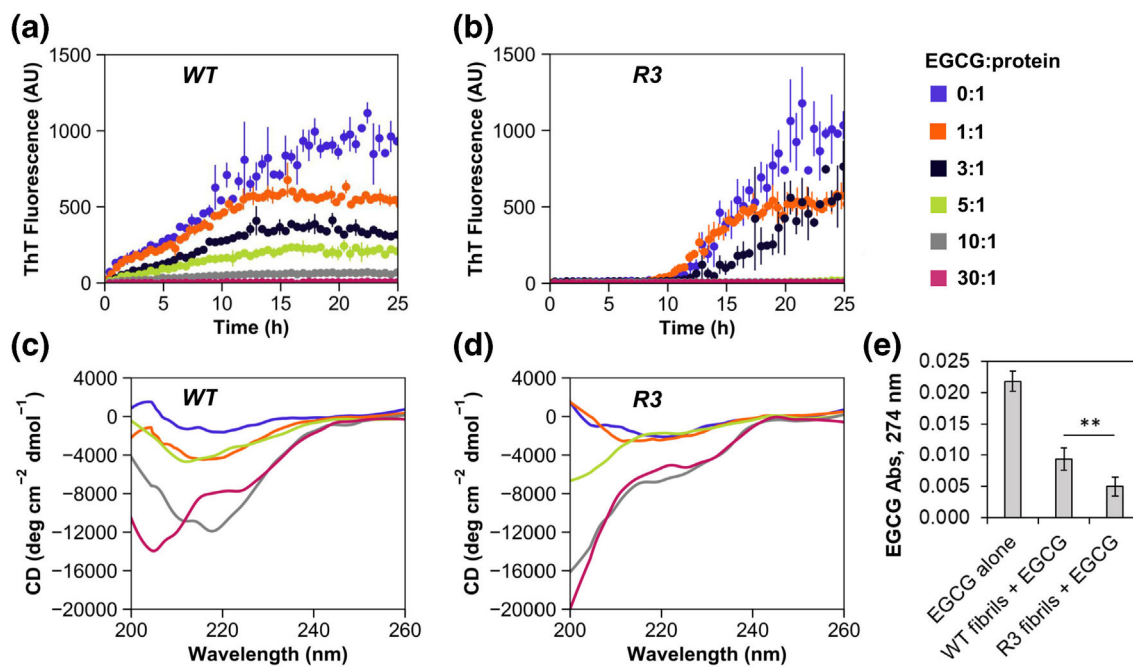 (a)
WT
ThT Fluorescence (AU)
1500
1000
500
0
0 5 10 15 20 25
Time (h)
(b)
R3
ThT Fluorescence (AU)
1500
1000
500
0
0 5 10 15 20 25
Time (h)
EGCG:protein
0:1
1:1
3:1
5:1
10:1
30:1
(c)
WT
CD (deg cm⁻² dmol⁻¹)
4000
0
−4000
−8000
−12000
−16000
−20000
200 220 240 260
Wavelength (nm)
(d)
R3
CD (deg cm⁻² dmol⁻¹)
4000
0
−4000
−8000
−12000
−16000
−20000
200 220 240 260
Wavelength (nm)
(e)
EGCG Abs, 274 nm
0.025
0.020
0.015
0.010
0.005
0.000
**
EGCG alone
WT fibrils + EGCG
R3 fibrils + EGCG